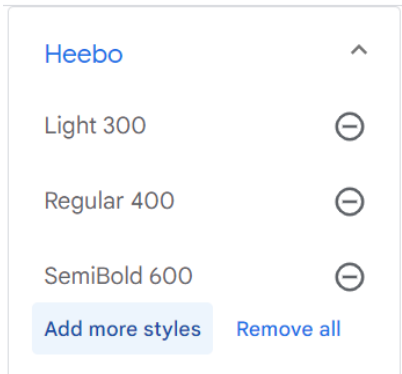 Heebo
Light 300
Regular 400
SemiBold 600
Add more styles Remove all